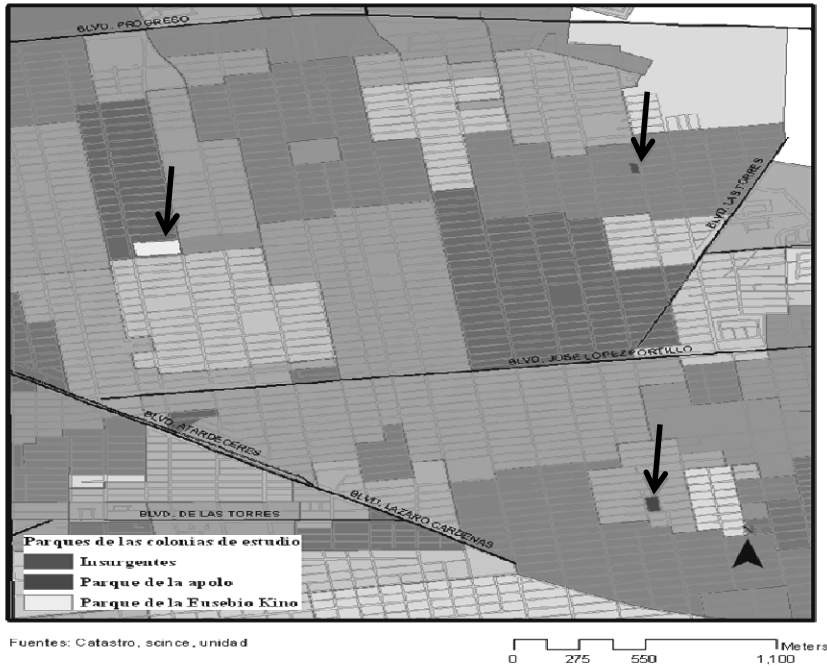 BLVD. PROGRESO
BLVD. LAS TORRES
BLVD. JOSE LOPEZ PORTILLO
BLVD. ATARDECERES
BLVD. LAZARO CARDENAS
BLVD. DE LAS TORRES
Parques de las colonias de estudio
Insurgentes
Parque de la apolo
Parque de la Eusebio Kino
Fuentes: Catastro, scince, unidad
Meters
0 275 550 1,100